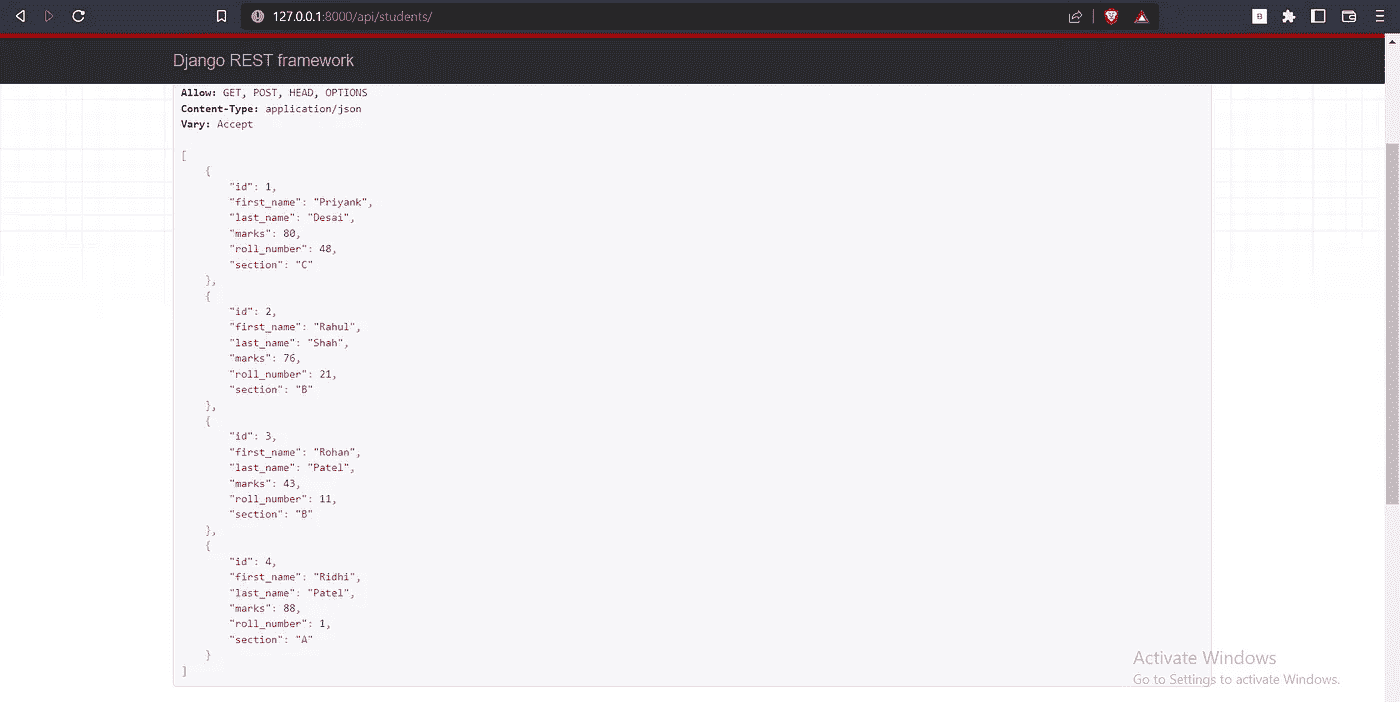 127.0.0.1:8000/api/students/
Django REST framework
Allow: GET, POST, HEAD, OPTIONS
Content-Type: application/json
Vary: Accept
[
    {
        "id": 1,
        "first_name": "Priyank",
        "last_name": "Desai",
        "marks": 80,
        "roll_number": 48,
        "section": "C"
    },
    {
        "id": 2,
        "first_name": "Rahul",
        "last_name": "Shah",
        "marks": 76,
        "roll_number": 21,
        "section": "B"
    },
    {
        "id": 3,
        "first_name": "Rohan",
        "last_name": "Patel",
        "marks": 43,
        "roll_number": 11,
        "section": "B"
    },
    {
        "id": 4,
        "first_name": "Ridhi",
        "last_name": "Patel",
        "marks": 88,
        "roll_number": 1,
        "section": "A"
    }
]
Activate Windows
Go to Settings to activate Windows.